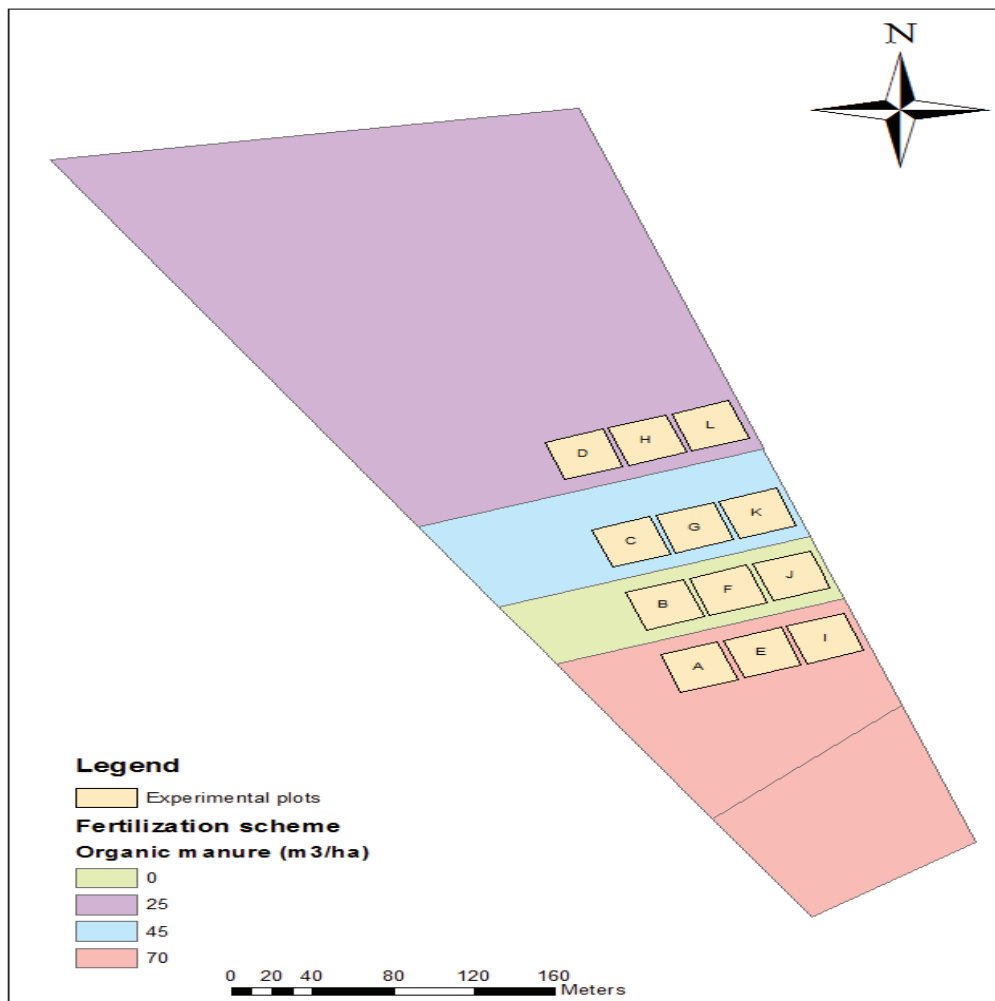 N
L
H
D
K
G
C
J
F
B
I
E
A
Legend
Experimental plots
Fertilization scheme
Organic manure (m3/ha)
0
25
45
70
0 20 40 80 120 160
Meters